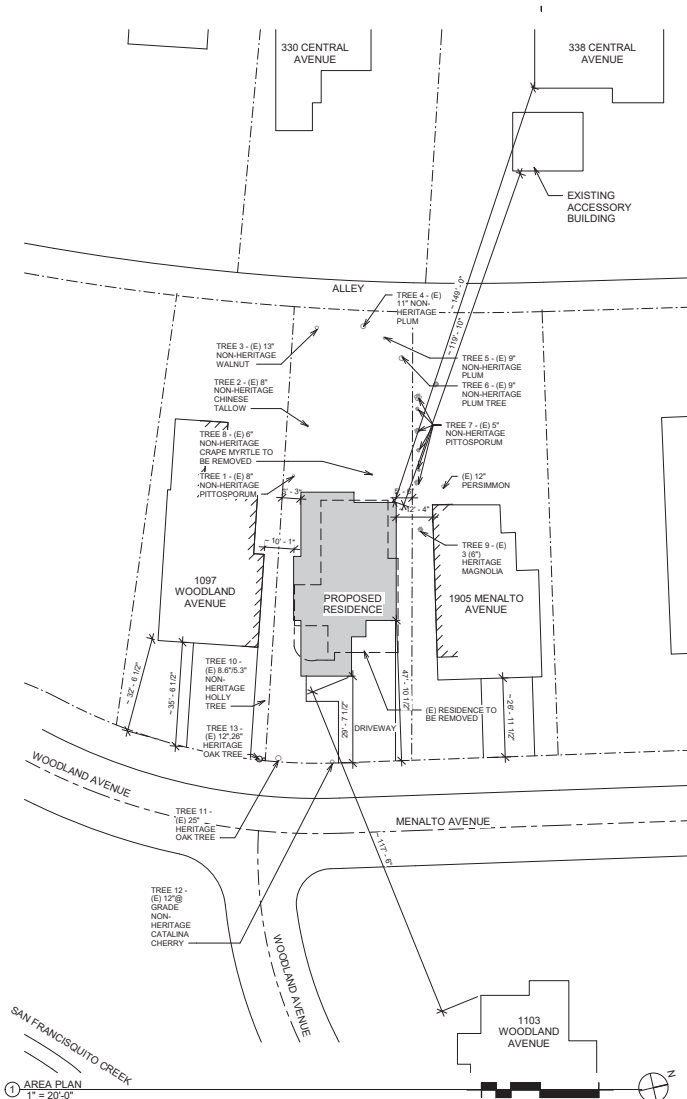 330 CENTRAL
AVENUE
338 CENTRAL
AVENUE
EXISTING
ACCESSORY
BUILDING
ALLEY
~ 149' - 0"
~ 119' - 10"
TREE 4 - (E)
11" NON-
HERITAGE
PLUM
TREE 3 - (E) 13"
NON-HERITAGE
WALNUT
TREE 5 - (E) 9"
NON-HERITAGE
PLUM
TREE 2 - (E) 8"
NON-HERITAGE
CHINESE
TALLOW
TREE 6 - (E) 9"
NON-HERITAGE
PLUM TREE
TREE 8 - (E) 6"
NON-HERITAGE
CRAPE MYRTLE TO
BE REMOVED
TREE 7 - (E) 5"
NON-HERITAGE
PITTOSPORUM
TREE 1 - (E) 8"
NON-HERITAGE
PITTOSPORUM
(E) 12"
PERSIMMON
5' - 3"
12' - 4"
~ 10' - 1"
TREE 9 - (E)
3 (6")
HERITAGE
MAGNOLIA
1097
WOODLAND
AVENUE
PROPOSED
RESIDENCE
1905 MENALTO
AVENUE
~ 32' - 6 1/2"
~ 35' - 6 1/2"
TREE 10 -
(E) 8.6"/5.3"
NON-
HERITAGE
HOLLY
TREE
29' - 7 1/2"
47' - 10 1/2"
(E) RESIDENCE TO
BE REMOVED
~ 26' - 11 1/2"
DRIVEWAY
TREE 13 -
(E) 12",26"
HERITAGE
OAK TREE
WOODLAND AVENUE
TREE 11 -
(E) 25"
HERITAGE
OAK TREE
MENALTO AVENUE
~ 117' - 6"
TREE 12 -
(E) 12"@
GRADE
NON-
HERITAGE
CATALINA
CHERRY
WOODLAND AVENUE
1103
WOODLAND
AVENUE
SAN FRANCISQUITO CREEK
1 AREA PLAN
1" = 20'-0"
N